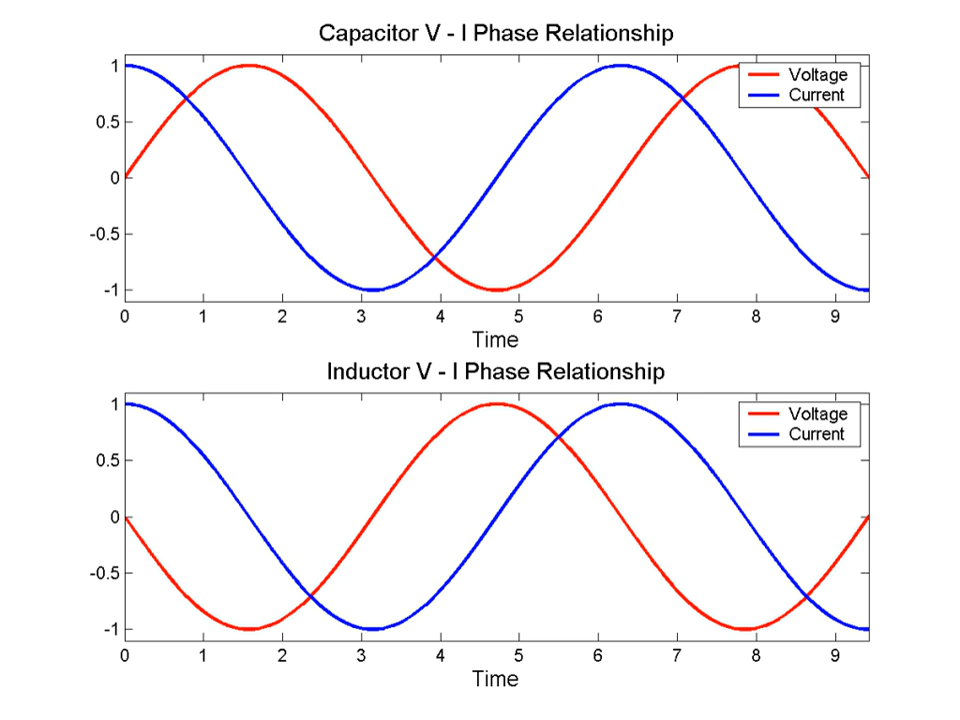 Capacitor V - I Phase Relationship
1
0.5
0
-0.5
-1
Voltage
Current
0 1 2 3 4 5 6 7 8 9
Time
Inductor V - I Phase Relationship
1
0.5
0
-0.5
-1
Voltage
Current
0 1 2 3 4 5 6 7 8 9
Time